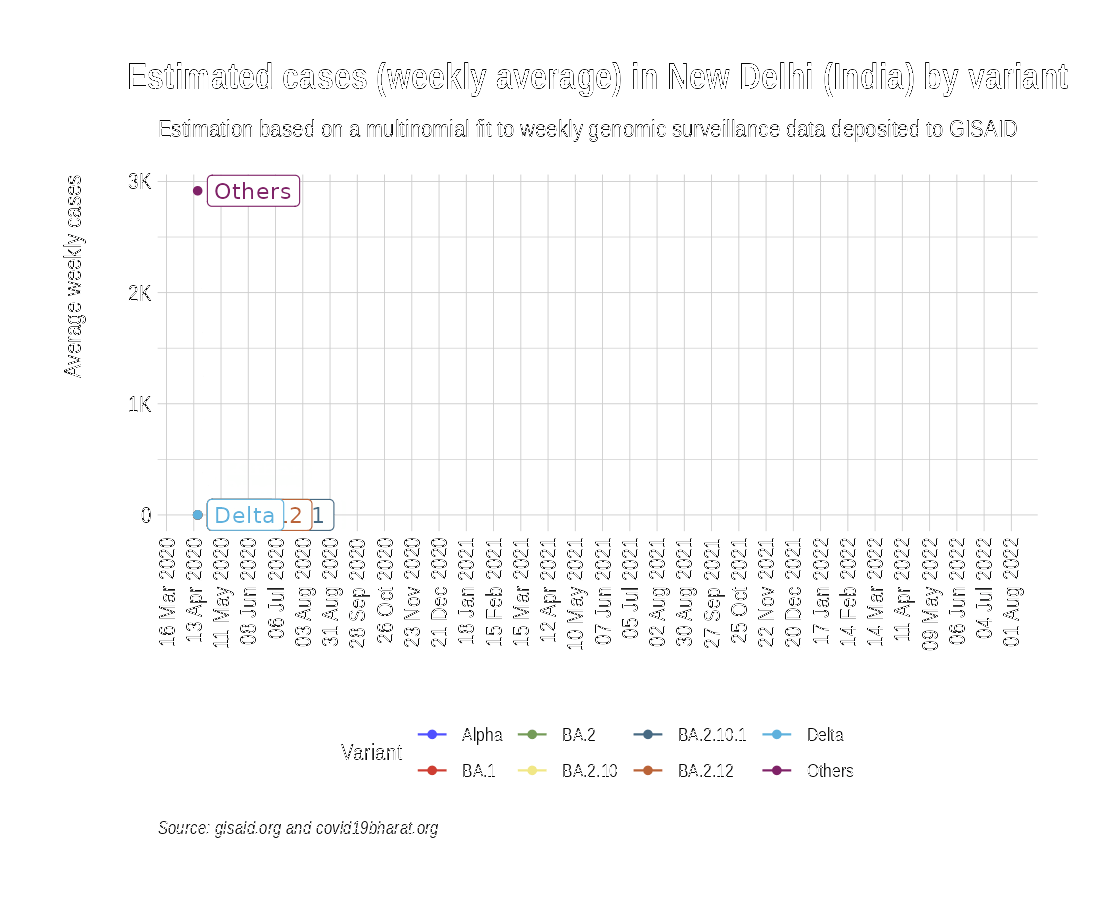 Estimated cases (weekly average) in New Delhi (India) by variant
Estimation based on a multinomial fit to weekly genomic surveillance data deposited to GISAID
Average weekly cases
3K
2K
1K
0
Others
Delta
.2
1
16 Mar 2020
13 Apr 2020
11 May 2020
08 Jun 2020
06 Jul 2020
03 Aug 2020
31 Aug 2020
28 Sep 2020
26 Oct 2020
23 Nov 2020
21 Dec 2020
18 Jan 2021
15 Feb 2021
15 Mar 2021
12 Apr 2021
10 May 2021
07 Jun 2021
05 Jul 2021
02 Aug 2021
30 Aug 2021
27 Sep 2021
25 Oct 2021
22 Nov 2021
20 Dec 2021
17 Jan 2022
14 Feb 2022
14 Mar 2022
11 Apr 2022
09 May 2022
06 Jun 2022
04 Jul 2022
01 Aug 2022
Variant
Alpha
BA.2
BA.2.10.1
Delta
BA.1
BA.2.10
BA.2.12
Others
Source: gisaid.org and covid19bharat.org